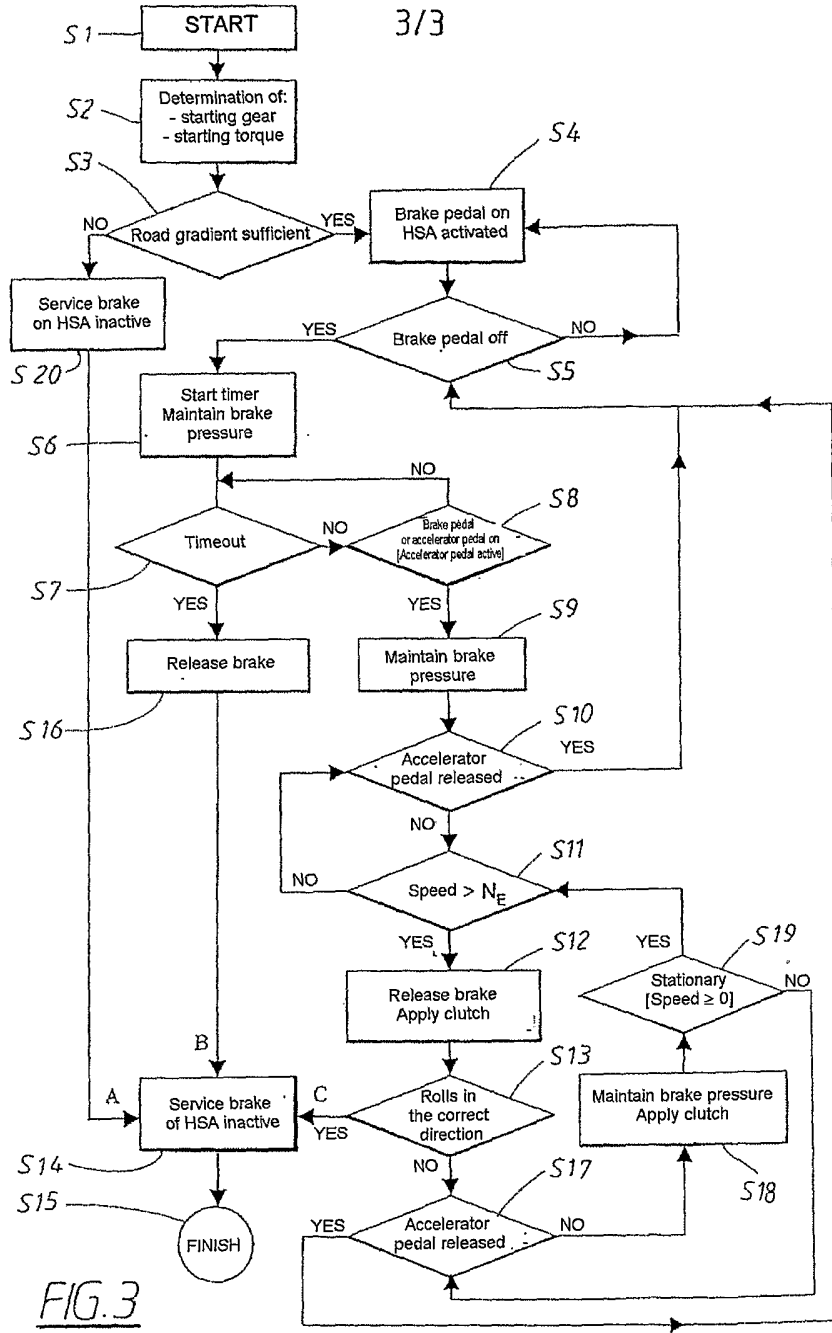 3/3
S1
START
S2
Determination of:
- starting gear
- starting torque
S3
NO
Road gradient sufficient
YES
S4
Brake pedal on
HSA activated
Service brake
on HSA inactive
S20
YES
Brake pedal off
NO
S5
Start timer
Maintain brake
pressure
S6
NO
S8
Timeout
NO
Brake pedal
or accelerator pedal on
[Accelerator pedal active]
S7
YES
YES
S9
Release brake
S16
Maintain brake
pressure
S10
Accelerator
pedal released
YES
NO
S11
NO
Speed > NE
YES
S12
YES
S19
Stationary
[Speed ≥ 0]
NO
Release brake
Apply clutch
B
S13
A
Service brake
of HSA inactive
C
YES
Rolls in
the correct
direction
Maintain brake pressure
Apply clutch
S14
NO
S17
S18
S15
FINISH
YES
Accelerator
pedal released
NO
FIG.3